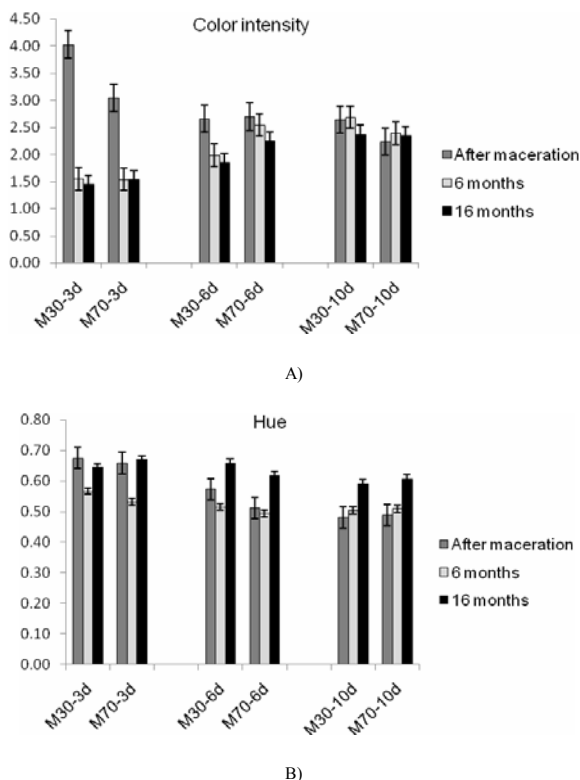 Color intensity
4.50
4.00
3.50
3.00
2.50
2.00
1.50
1.00
0.50
0.00
After maceration
6 months
16 months
M30-3d
M70-3d
M30-6d
M70-6d
M30-10d
M70-10d
A)
Hue
0.80
0.70
0.60
0.50
0.40
0.30
0.20
0.10
0.00
After maceration
6 months
16 months
M30-3d
M70-3d
M30-6d
M70-6d
M30-10d
M70-10d
B)